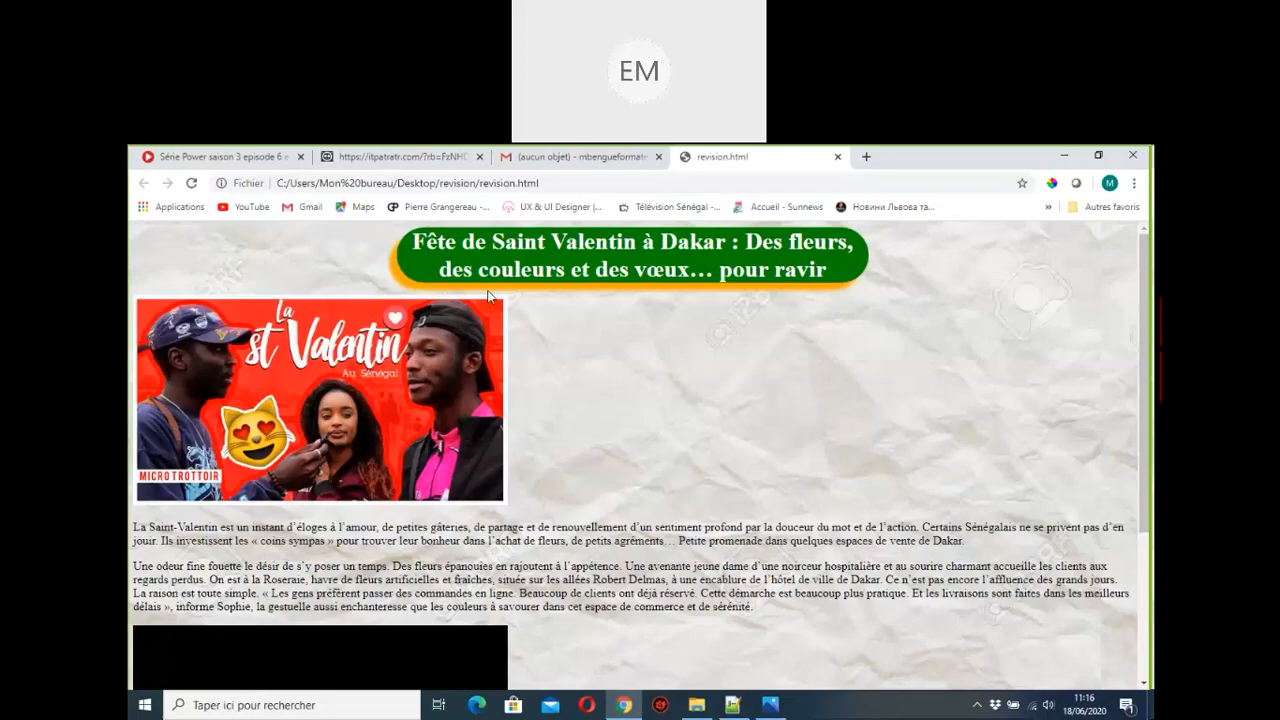 EM
Série Power saison 3 episode 6 e
https://itpatratr.com/?rb=FzNHD
(aucun objet) - mbengueformate
revision.html
Fichier
C:/Users/Mon%20bureau/Desktop/revision/revision.html
M
Applications
YouTube
Gmail
Maps
Pierre Grangereau -...
UX & UI Designer |...
Télévision Sénégal -...
Accueil - Sunnews
Новини Львова та...
»
Autres favoris
Fête de Saint Valentin à Dakar : Des fleurs,
des couleurs et des vœux… pour ravir
La
st Valentin
Au Sénégal
MICRO TROTTOIR
La Saint-Valentin est un instant d’éloges à l’amour, de petites gâteries, de partage et de renouvellement d’un sentiment profond par la douceur du mot et de l’action. Certains Sénégalais ne se privent pas d’en
jouir. Ils investissent les « coins sympas » pour trouver leur bonheur dans l’achat de fleurs, de petits agréments… Petite promenade dans quelques espaces de vente de Dakar.
Une odeur fine fouette le désir de s’y poser un temps. Des fleurs épanouies en rajoutent à l’appétence. Une avenante jeune dame d’une noirceur hospitalière et au sourire charmant accueille les clients aux
regards perdus. On est à la Roseraie, havre de fleurs artificielles et fraîches, située sur les allées Robert Delmas, à une encablure de l’hôtel de ville de Dakar. Ce n’est pas encore l’affluence des grands jours.
La raison est toute simple. « Les gens préfèrent passer des commandes en ligne. Beaucoup de clients ont déjà réservé. Cette démarche est beaucoup plus pratique. Et les livraisons sont faites dans les meilleurs
délais », informe Sophie, la gestuelle aussi enchanteresse que les couleurs à savourer dans cet espace de commerce et de sérénité.
Taper ici pour rechercher
11:16
18/06/2020
1